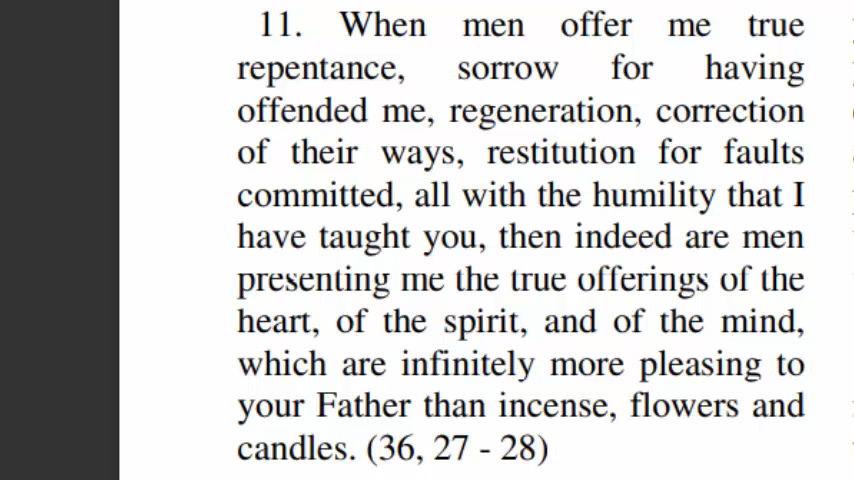 11. When men offer me true
repentance, sorrow for having
offended me, regeneration, correction
of their ways, restitution for faults
committed, all with the humility that I
have taught you, then indeed are men
presenting me the true offerings of the
heart, of the spirit, and of the mind,
which are infinitely more pleasing to
your Father than incense, flowers and
candles. (36, 27 - 28)